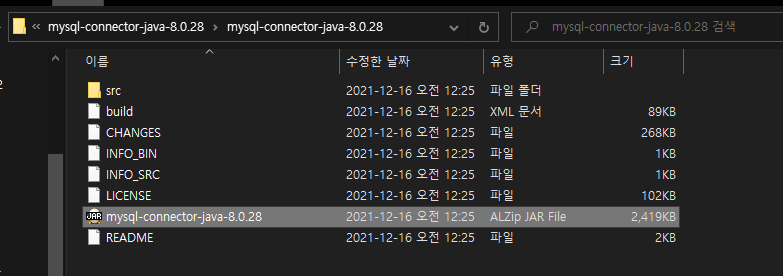 « mysql-connector-java-8.0.28 > mysql-connector-java-8.0.28
mysql-connector-java-8.0.28 검색
이름 수정한 날짜 유형 크기
src 2021-12-16 오전 12:25 파일 폴더
build 2021-12-16 오전 12:25 XML 문서 89KB
CHANGES 2021-12-16 오전 12:25 파일 268KB
INFO_BIN 2021-12-16 오전 12:25 파일 1KB
INFO_SRC 2021-12-16 오전 12:25 파일 1KB
LICENSE 2021-12-16 오전 12:25 파일 102KB
JAR mysql-connector-java-8.0.28 2021-12-16 오전 12:25 ALZip JAR File 2,419KB
README 2021-12-16 오전 12:25 파일 2KB